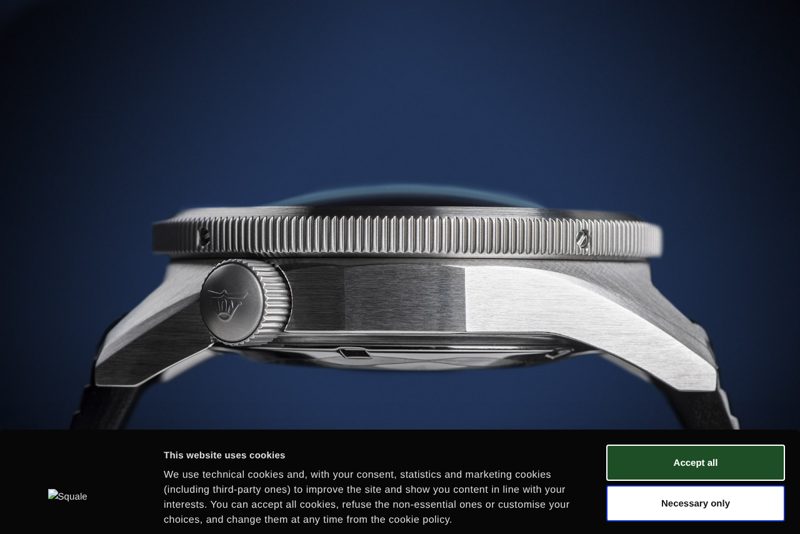 This website uses cookies
We use technical cookies and, with your consent, statistics and marketing cookies
(including third-party ones) to improve the site and show you content in line with your
interests. You can accept all cookies, refuse the non-essential ones or customise your
choices, and change them at any time from the cookie policy.
Squale
Accept all
Necessary only